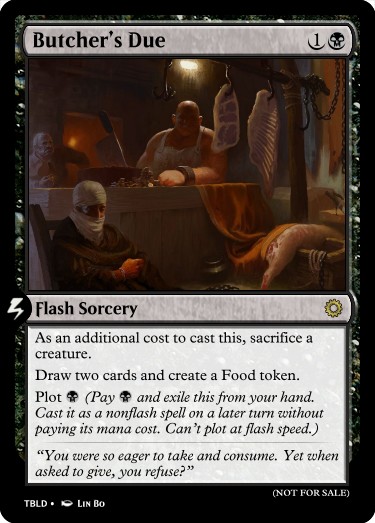 Butcher's Due 1
Flash Sorcery
As an additional cost to cast this, sacrifice a
creature.
Draw two cards and create a Food token.
Plot (Pay and exile this from your hand.
Cast it as a nonflash spell on a later turn without
paying its mana cost. Can't plot at flash speed.)
“You were so eager to take and consume. Yet when
asked to give, you refuse?”
(NOT FOR SALE)
TBLD • LIN BO